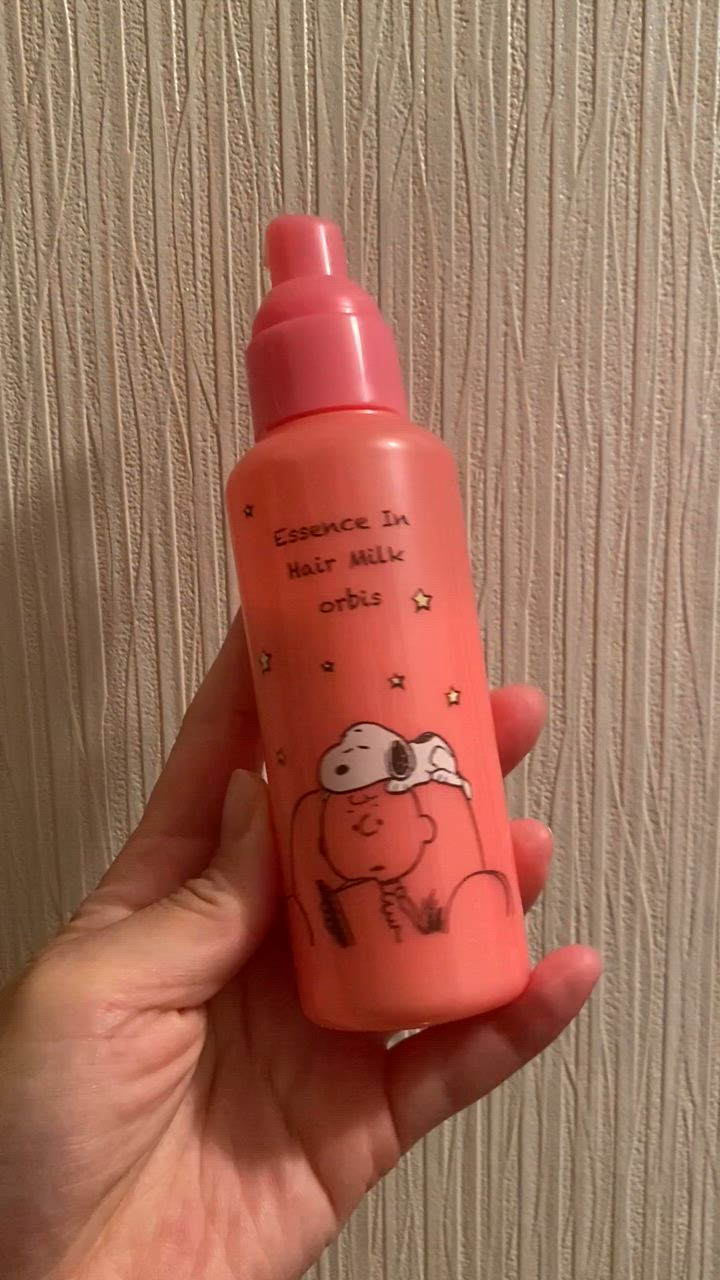 Essence In
Hair Milk
orbis